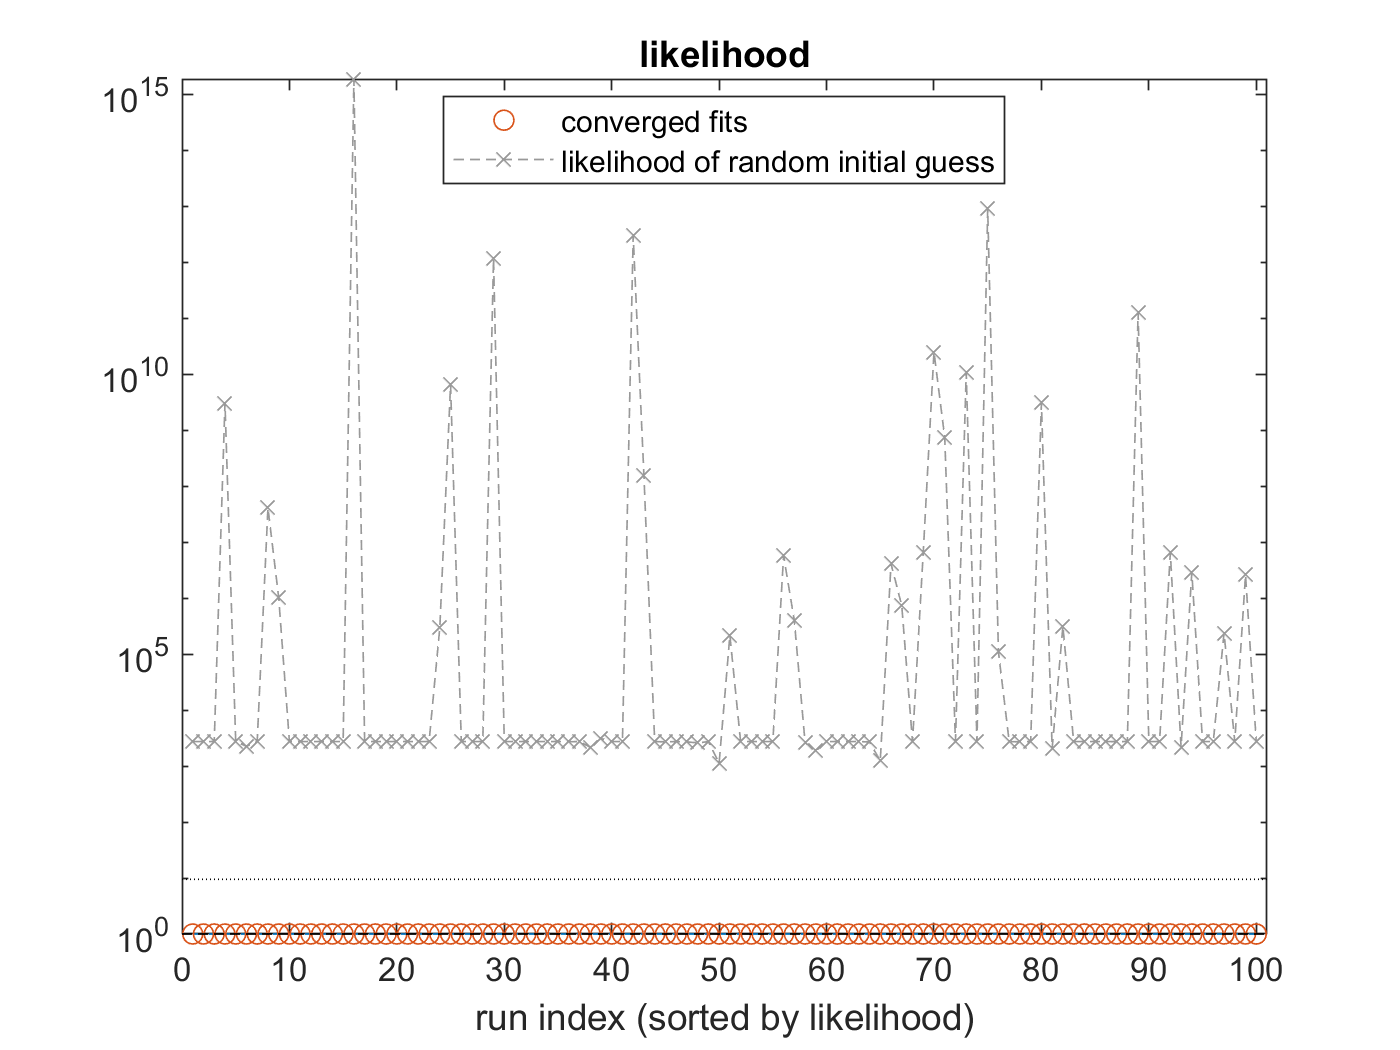 likelihood
converged fits
likelihood of random initial guess
10^15
10^10
10^5
10^0
0 10 20 30 40 50 60 70 80 90 100
run index (sorted by likelihood)